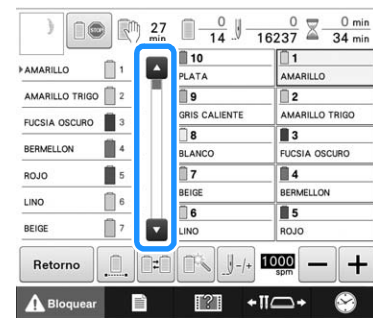 27 min
0 14
0 16237
0 min 34 min
AMARILLO 1
AMARILLO TRIGO 2
FUCSIA OSCURO 3
BERMELLON 4
ROJO 5
LINO 6
BEIGE 7
10 PLATA
1 AMARILLO
9 GRIS CALIENTE
2 AMARILLO TRIGO
8 BLANCO
3 FUCSIA OSCURO
7 BEIGE
4 BERMELLON
6 LINO
5 ROJO
Retorno
-/+
1000 spm
− +
Bloquear
?